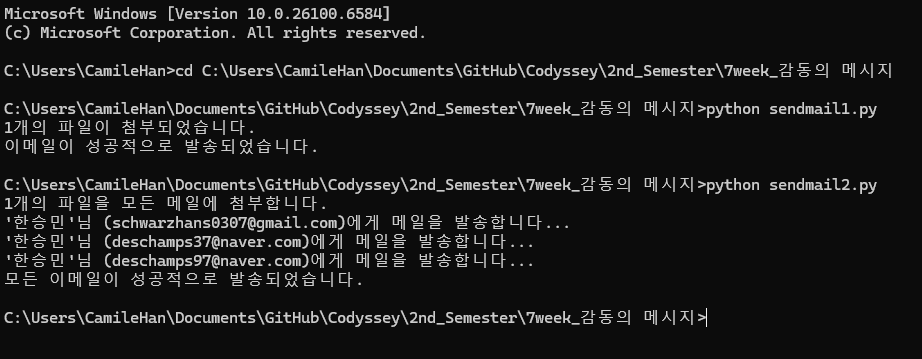 Microsoft Windows [Version 10.0.26100.6584]
(c) Microsoft Corporation. All rights reserved.
C:\Users\CamileHan>cd C:\Users\CamileHan\Documents\GitHub\Codyssey\2nd_Semester\7week_감동의 메시지
C:\Users\CamileHan\Documents\GitHub\Codyssey\2nd_Semester\7week_감동의 메시지>python sendmail1.py
1개의 파일이 첨부되었습니다.
이메일이 성공적으로 발송되었습니다.
C:\Users\CamileHan\Documents\GitHub\Codyssey\2nd_Semester\7week_감동의 메시지>python sendmail2.py
1개의 파일을 모든 메일에 첨부합니다.
'한승민'님 (schwarzhans0307@gmail.com)에게 메일을 발송합니다...
'한승민'님 (deschamps37@naver.com)에게 메일을 발송합니다...
'한승민'님 (deschamps97@naver.com)에게 메일을 발송합니다...
모든 이메일이 성공적으로 발송되었습니다.
C:\Users\CamileHan\Documents\GitHub\Codyssey\2nd_Semester\7week_감동의 메시지>